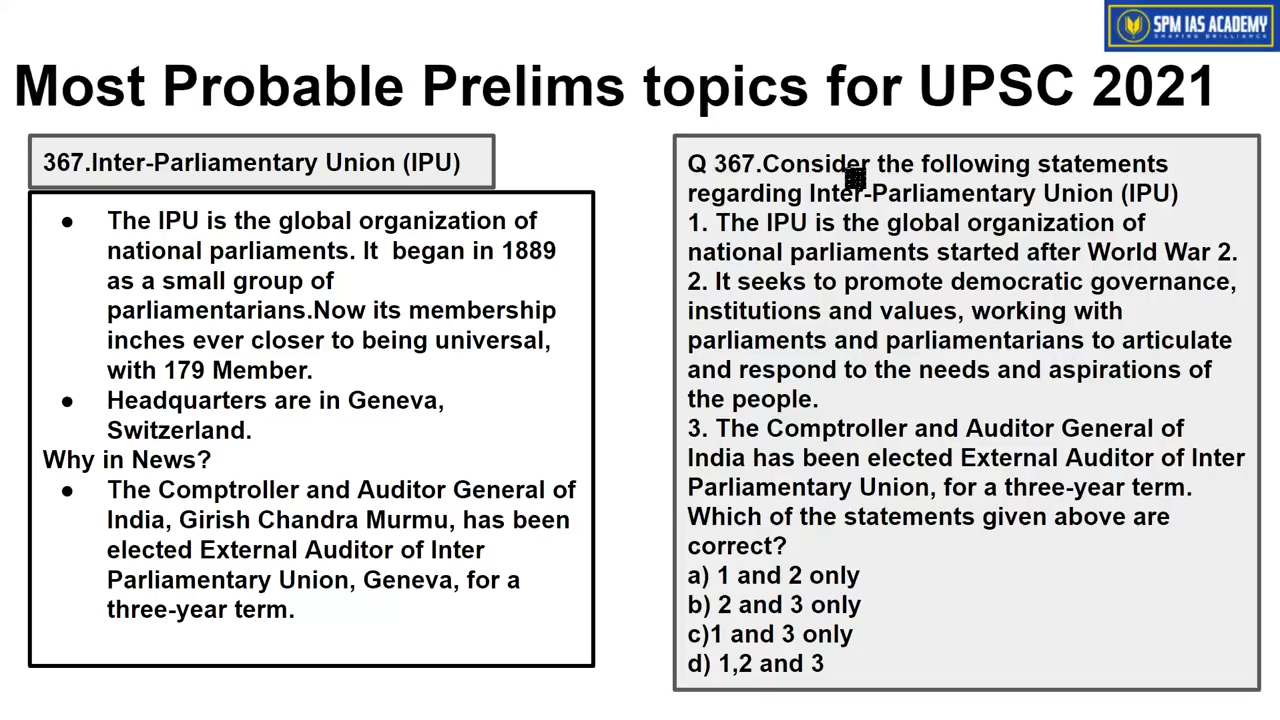 SPM IAS ACADEMY
SHAPING BRILLIANCE
Most Probable Prelims topics for UPSC 2021
367.Inter-Parliamentary Union (IPU)
● The IPU is the global organization of
national parliaments. It began in 1889
as a small group of
parliamentarians.Now its membership
inches ever closer to being universal,
with 179 Member.
● Headquarters are in Geneva,
Switzerland.
Why in News?
● The Comptroller and Auditor General of
India, Girish Chandra Murmu, has been
elected External Auditor of Inter
Parliamentary Union, Geneva, for a
three-year term.
Q 367.Consider the following statements
regarding Inter-Parliamentary Union (IPU)
1. The IPU is the global organization of
national parliaments started after World War 2.
2. It seeks to promote democratic governance,
institutions and values, working with
parliaments and parliamentarians to articulate
and respond to the needs and aspirations of
the people.
3. The Comptroller and Auditor General of
India has been elected External Auditor of Inter
Parliamentary Union, for a three-year term.
Which of the statements given above are
correct?
a) 1 and 2 only
b) 2 and 3 only
c)1 and 3 only
d) 1,2 and 3